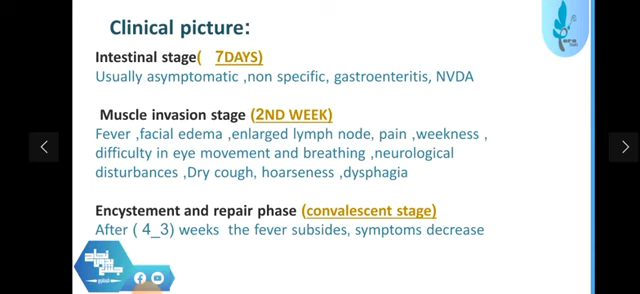 Clinical picture:
Intestinal stage( 7DAYS)
Usually asymptomatic ,non specific, gastroenteritis, NVDA
Muscle invasion stage (2ND WEEK)
Fever ,facial edema ,enlarged lymph node, pain ,weekness ,
difficulty in eye movement and breathing ,neurological
disturbances ,Dry cough, hoarseness ,dysphagia
Encystement and repair phase (convalescent stage)
After ( 4_3) weeks the fever subsides, symptoms decrease